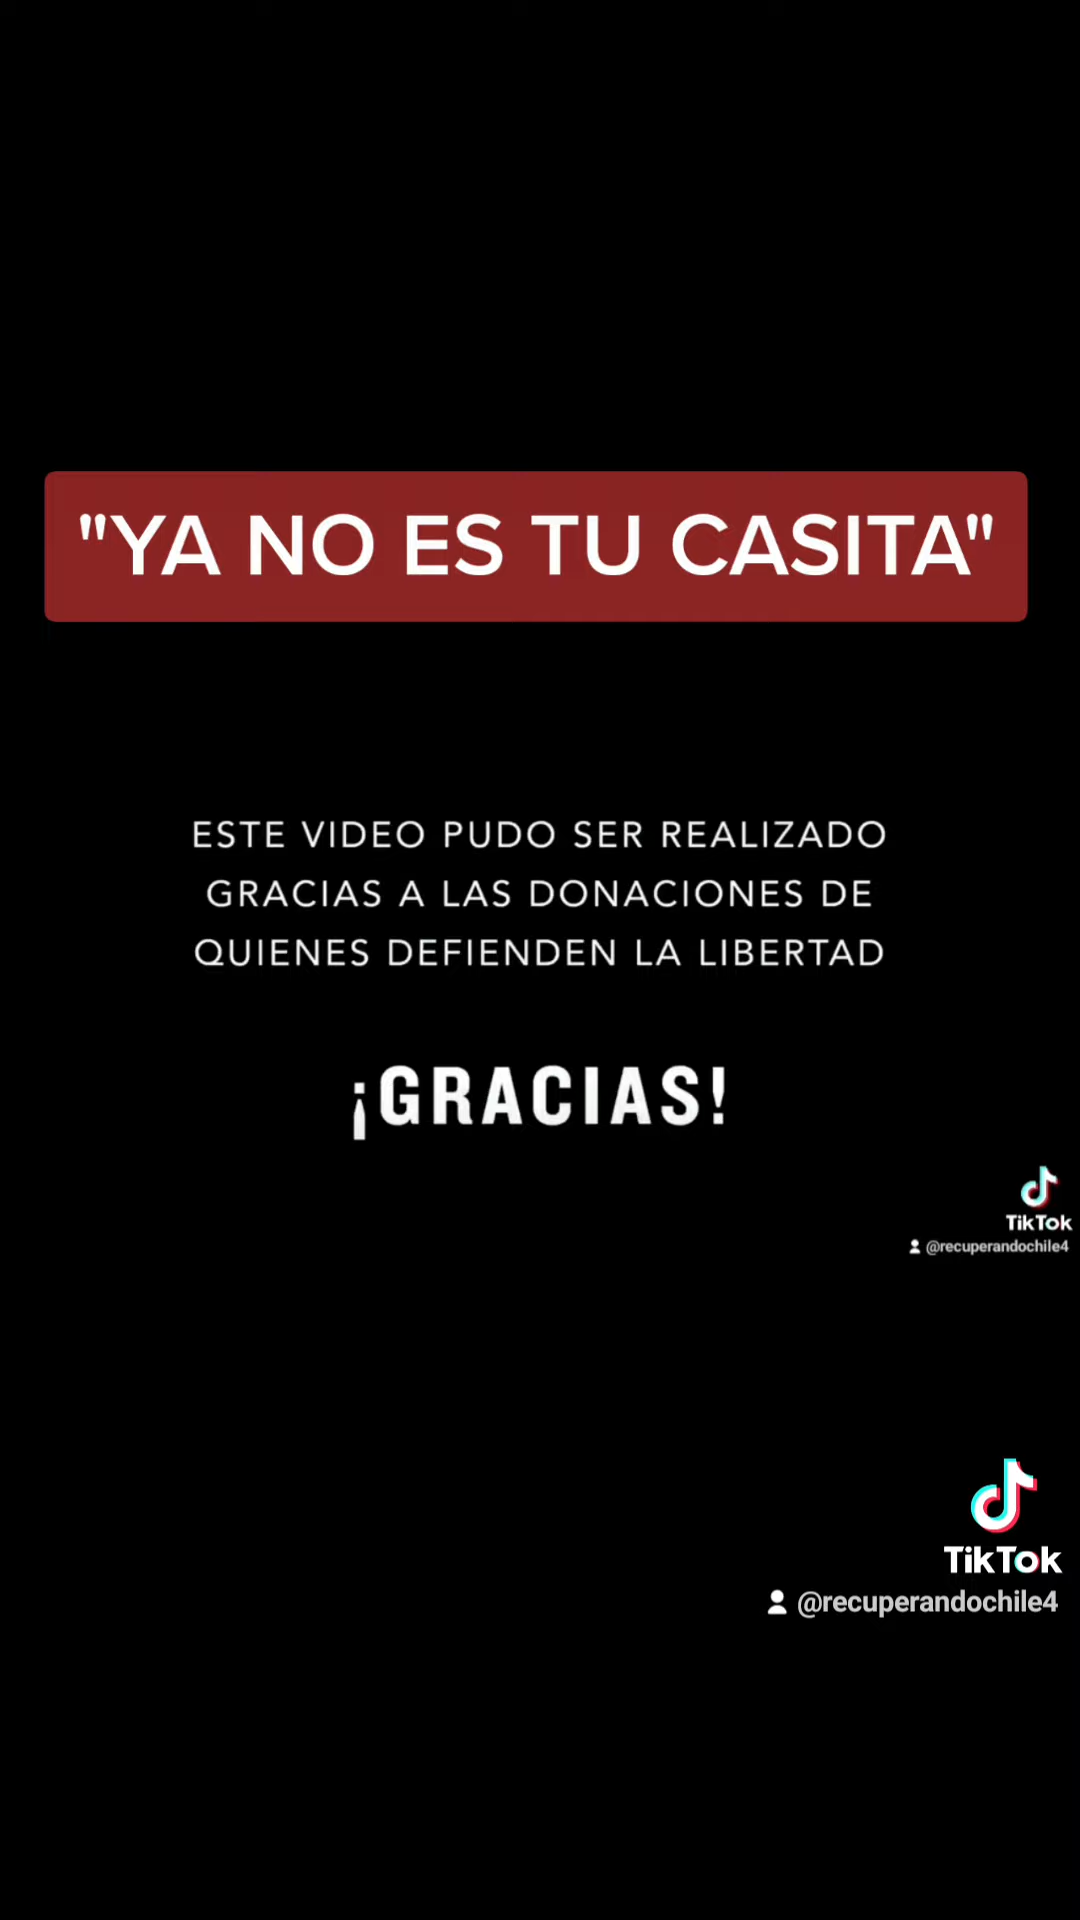 "YA NO ES TU CASITA"
ESTE VIDEO PUDO SER REALIZADO
GRACIAS A LAS DONACIONES DE
QUIENES DEFIENDEN LA LIBERTAD
¡GRACIAS!
TikTok
@recuperandochile4
TikTok
@recuperandochile4